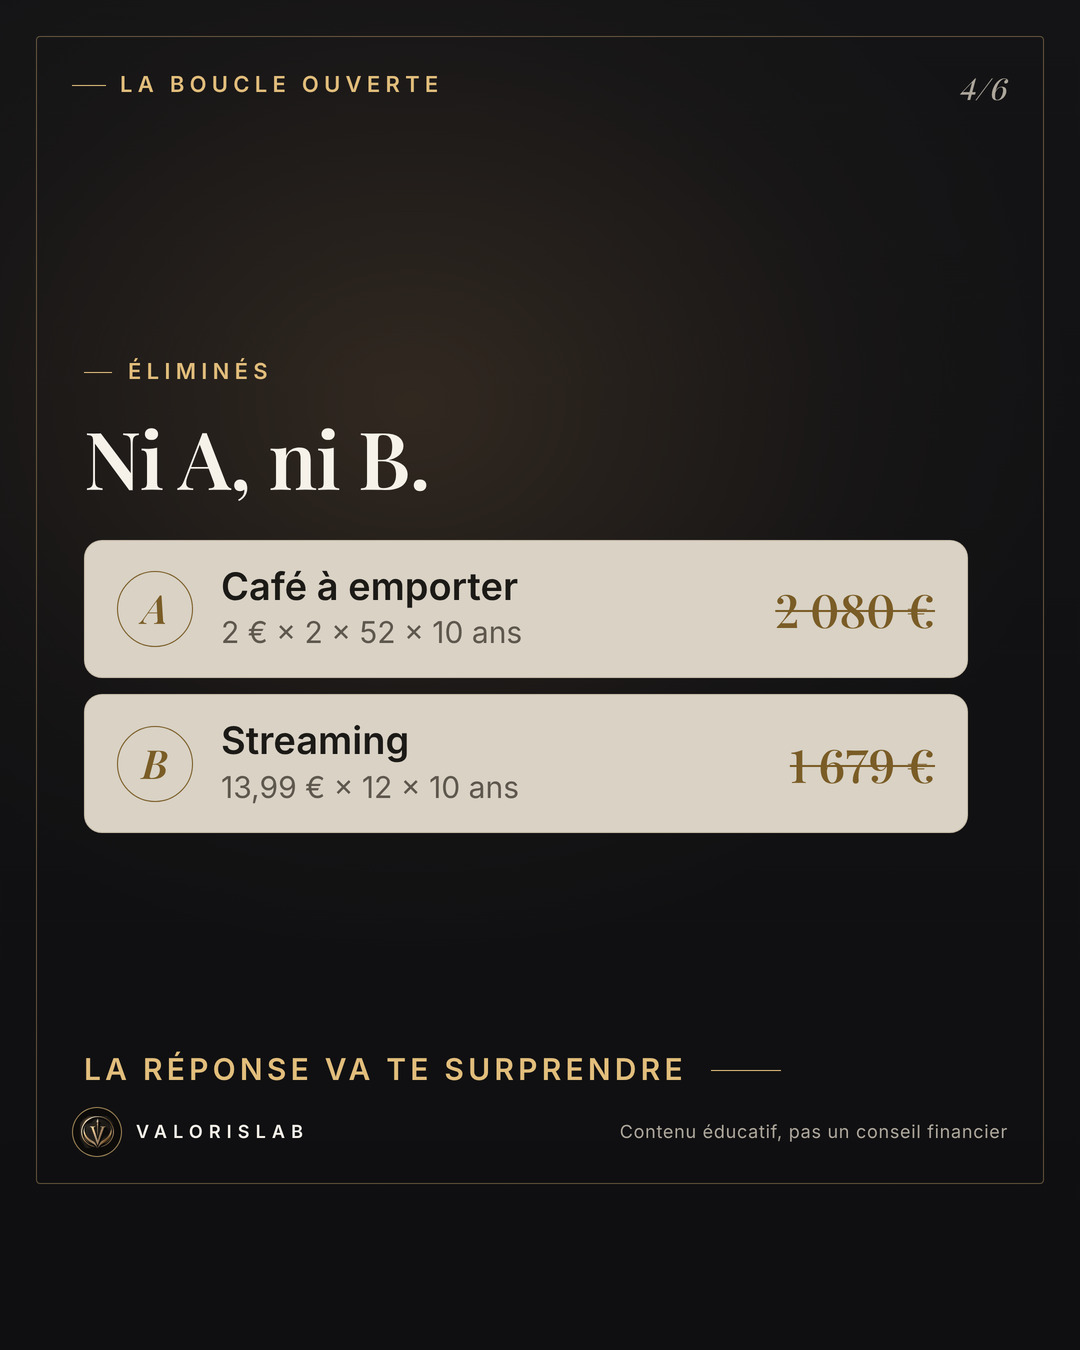 LA BOUCLE OUVERTE
4/6
ÉLIMINÉS
Ni A, ni B.
A
Café à emporter
2 € × 2 × 52 × 10 ans
2 080 €
B
Streaming
13,99 € × 12 × 10 ans
1 679 €
LA RÉPONSE VA TE SURPRENDRE
VALORISLAB
Contenu éducatif, pas un conseil financier